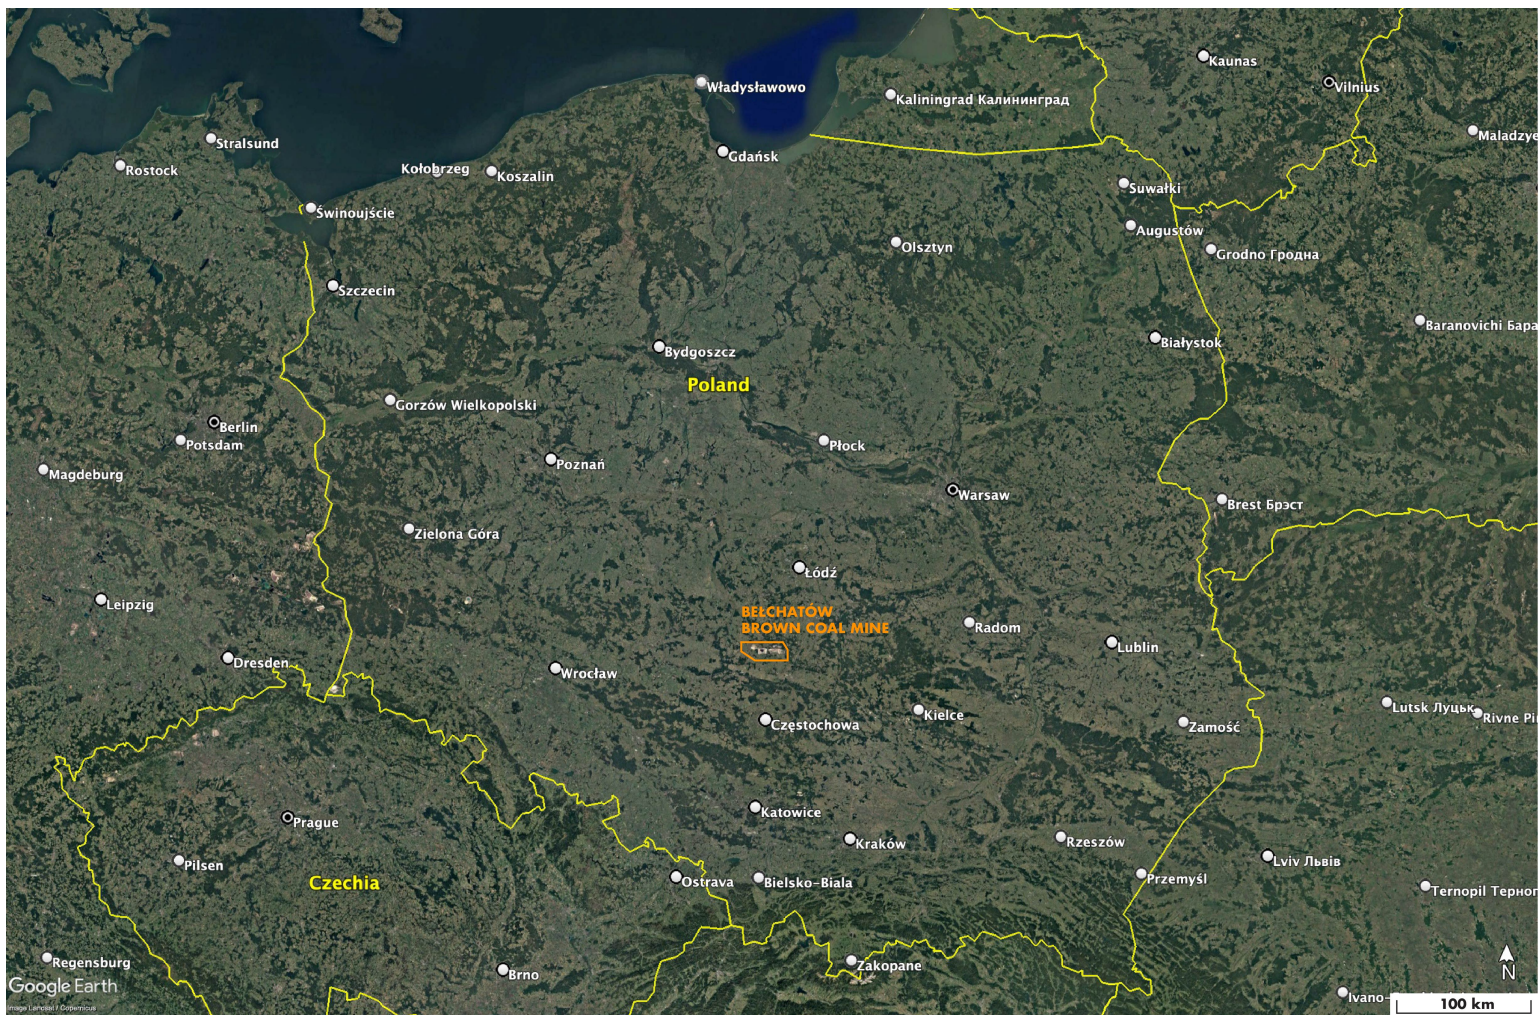 Kaunas
Władysławowo
Vilnius
Kaliningrad Калининград
Stralsund
Gdańsk
Rostock
Kołobrzeg
Koszalin
Suwałki
Świnoujście
Augustów
Olsztyn
Grodno Гродна
Szczecin
Baranovichi Бара
Białystok
Bydgoszcz
Poland
Gorzów Wielkopolski
Berlin
Potsdam
Płock
Poznań
Magdeburg
Warsaw
Brest Брэст
Zielona Góra
Łódź
Leipzig
BEŁCHATÓW
BROWN COAL MINE
Radom
Lublin
Dresden
Wrocław
Lutsk Луцьк
Rivne
Kielce
Częstochowa
Zamość
Katowice
Prague
Kraków
Rzeszów
Lviv Львів
Pilsen
Czechia
Ostrava
Bielsko-Biala
Przemyśl
Ternopil
Regensburg
Zakopane
Brno
Google Earth
Image Landsat / Copernicus
N
100 km